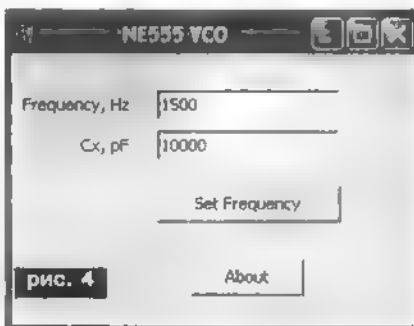 NE555 VCO
Frequency, Hz 1500
Cx, pF 10000
Set Frequency
рис. 4
About